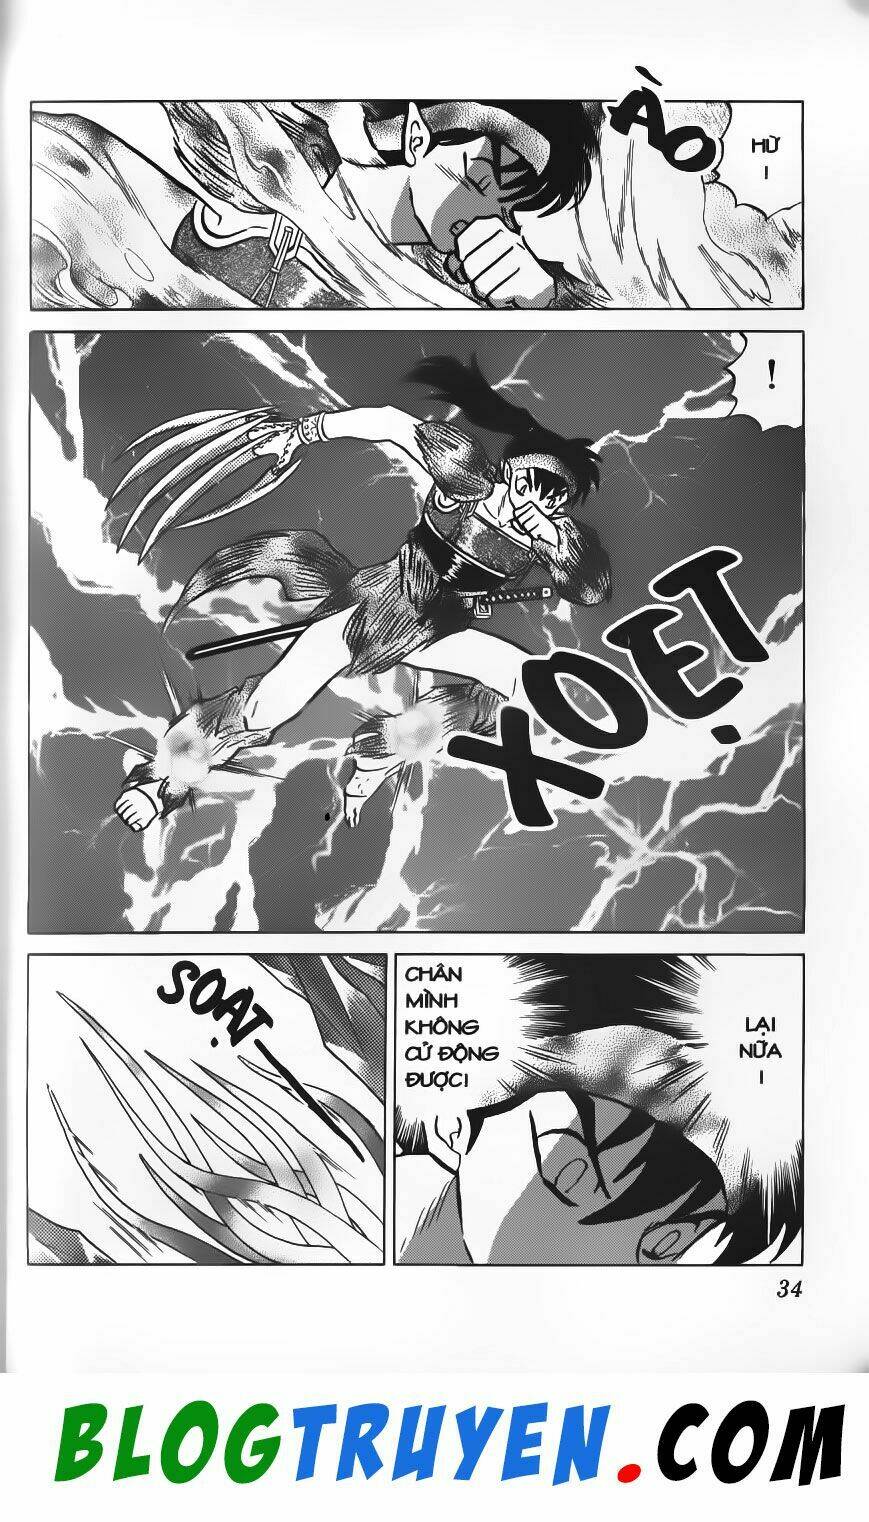 ÀO
HỪ
!
!
XOẸT
LẠI
NỮA
!
CHÂN
MÌNH
KHÔNG
CỬ ĐỘNG
ĐƯỢC!
SOẠT
34
BLOGTRUYEN.COM